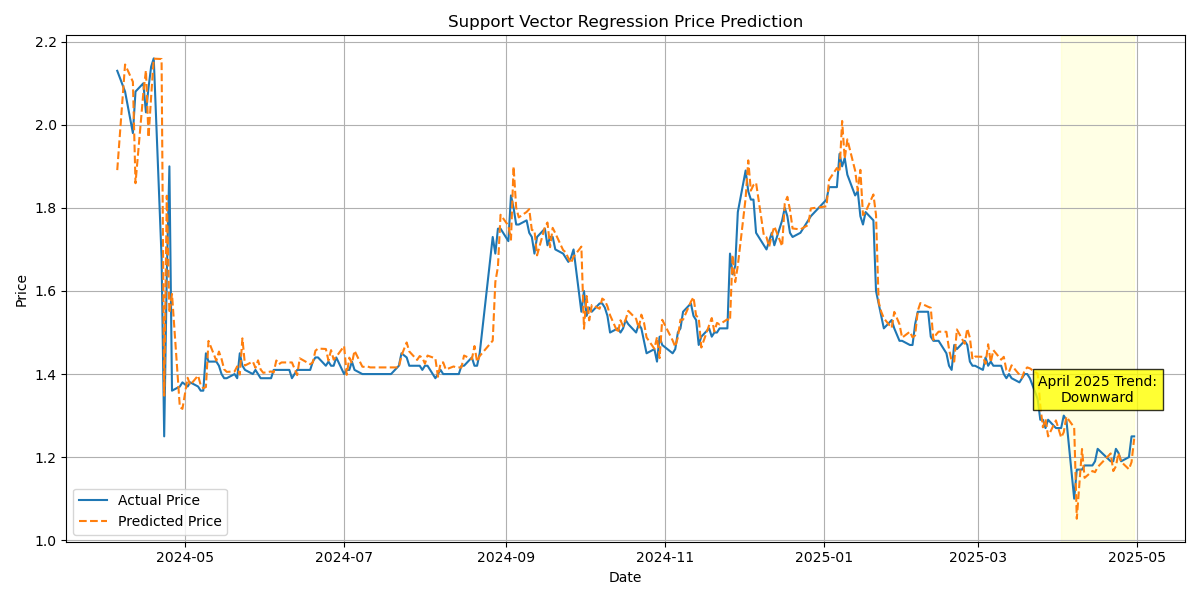 Support Vector Regression Price Prediction
2.2
2.0
1.8
1.6
1.4
1.2
1.0
Price
April 2025 Trend:
Downward
Actual Price
Predicted Price
2024-05
2024-07
2024-09
2024-11
2025-01
2025-03
2025-05
Date